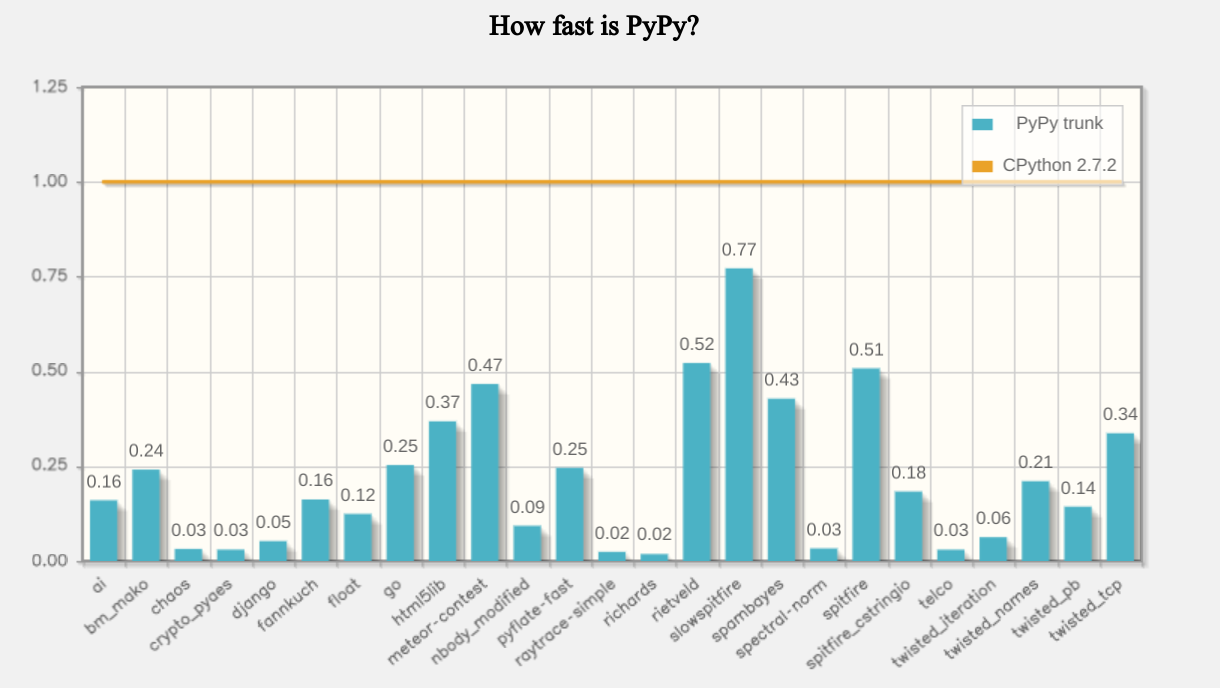 How fast is PyPy?
1.25
1.00
0.75
0.50
0.25
0.00
PyPy trunk
CPython 2.7.2
0.16
0.24
0.03
0.03
0.05
0.16
0.12
0.25
0.37
0.47
0.09
0.25
0.02
0.02
0.52
0.77
0.43
0.03
0.51
0.18
0.03
0.06
0.21
0.14
0.34
ai
bm_mako
chaos
crypto_pyaes
django
fannkuch
float
go
html5lib
meteor-contest
nbody_modified
pyflate-fast
raytrace-simple
richards
rietveld
slowspitfire
spambayes
spectral-norm
spitfire
spitfire_cstringio
telco
twisted_iteration
twisted_names
twisted_pb
twisted_tcp